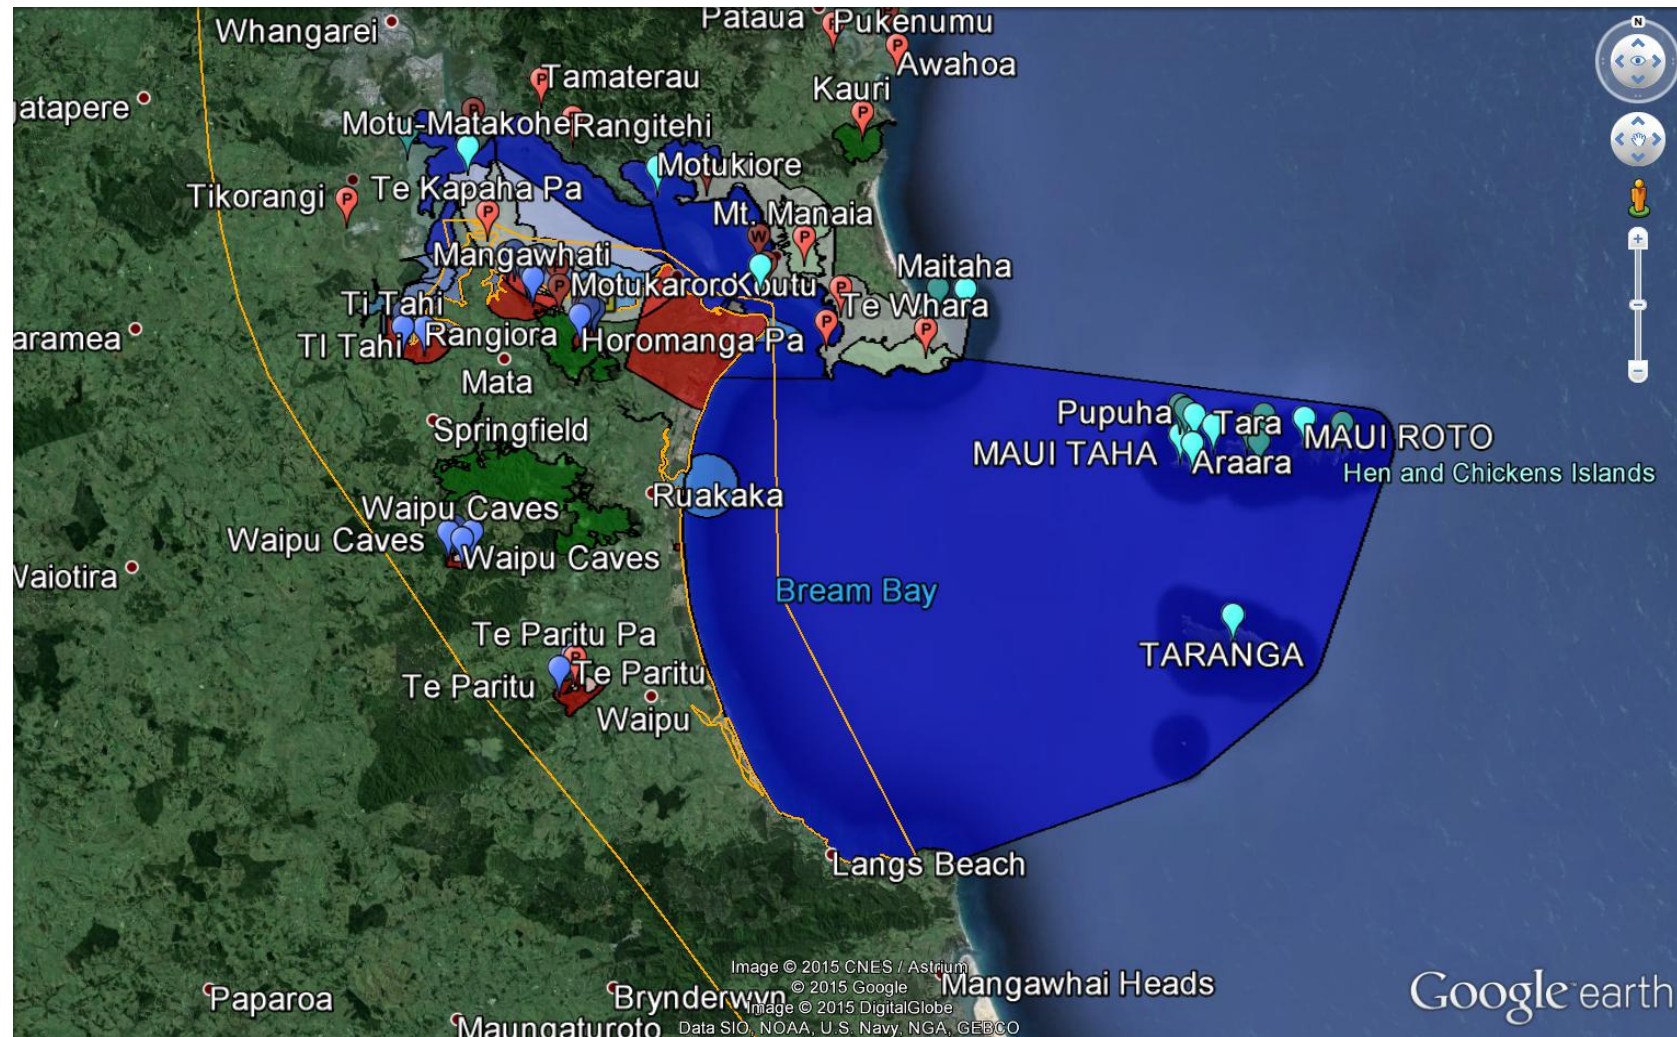 Pataua
Pukenumu
Whangarei
Awahoa
Tamaterau
Kauri
jatapere
Motu-Matakohe
Rangitehi
Motukiore
Tikorangi
Te Kapaha Pa
Mt. Manaia
Mangawhati
Maitaha
Motukaroro
Koutu
Te Whara
Ti Tahi
aramea
TI Tahi
Rangiora
Horomanga Pa
Mata
Pupuha
Tara
MAUI ROTO
Springfield
MAUI TAHA
Araara
Hen and Chickens Islands
Ruakaka
Waipu Caves
Waipu Caves
Waipu Caves
Waiotira
Bream Bay
Te Paritu Pa
TARANGA
Te Paritu
Te Paritu
Waipu
Langs Beach
Image © 2015 CNES / Astrium
© 2015 Google
Image © 2015 DigitalGlobe
Data SIO, NOAA, U.S. Navy, NGA, GEBCO
Mangawhai Heads
Paparoa
Brynderwyn
Maungaturoto
Google earth
N
P
P
P
P
P
P
P
P
W
P
P